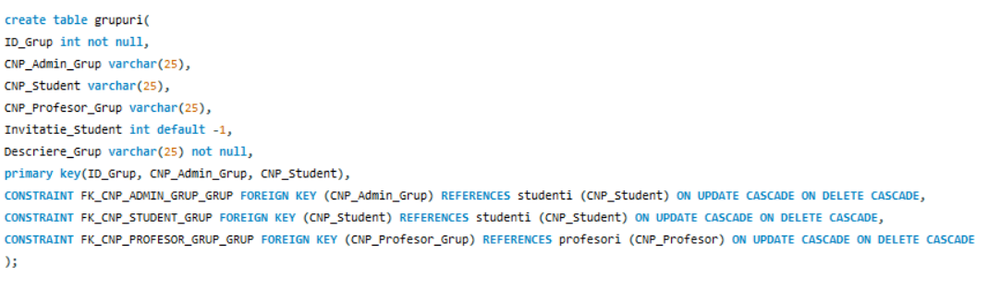 create table grupuri(
ID_Grup int not null,
CNP_Admin_Grup varchar(25),
CNP_Student varchar(25),
CNP_Profesor_Grup varchar(25),
Invitatie_Student int default -1,
Descriere_Grup varchar(25) not null,
primary key(ID_Grup, CNP_Admin_Grup, CNP_Student),
CONSTRAINT FK_CNP_ADMIN_GRUP_GRUP FOREIGN KEY (CNP_Admin_Grup) REFERENCES studenti (CNP_Student) ON UPDATE CASCADE ON DELETE CASCADE,
CONSTRAINT FK_CNP_STUDENT_GRUP FOREIGN KEY (CNP_Student) REFERENCES studenti (CNP_Student) ON UPDATE CASCADE ON DELETE CASCADE,
CONSTRAINT FK_CNP_PROFESOR_GRUP_GRUP FOREIGN KEY (CNP_Profesor_Grup) REFERENCES profesori (CNP_Profesor) ON UPDATE CASCADE ON DELETE CASCADE
);